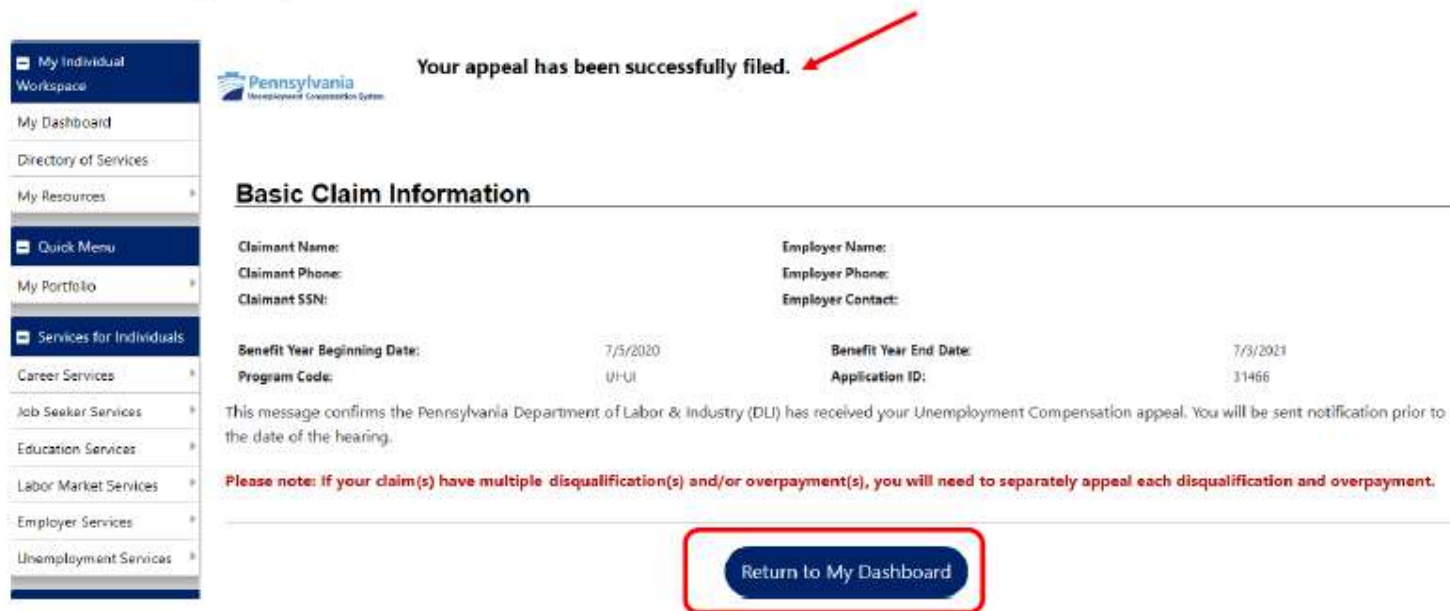 Your appeal has been successfully filed.
My Individual
Workspace
My Dashboard
Directory of Services
My Resources
Quick Menu
My Portfolio
Services for Individuals
Career Services
Job Seeker Services
Education Services
Labor Market Services
Employer Services
Unemployment Services
Pennsylvania
Unemployment Compensation System
Basic Claim Information
Claimant Name:
Employer Name:
Claimant Phone:
Employer Phone:
Claimant SSN:
Employer Contact:
Benefit Year Beginning Date: 7/5/2020 Benefit Year End Date: 7/3/2021
Program Code: UI-UI Application ID: 31466
This message confirms the Pennsylvania Department of Labor & Industry (DLI) has received your Unemployment Compensation appeal. You will be sent notification prior to
the date of the hearing.
Please note: If your claim(s) have multiple disqualification(s) and/or overpayment(s), you will need to separately appeal each disqualification and overpayment.
Return to My Dashboard